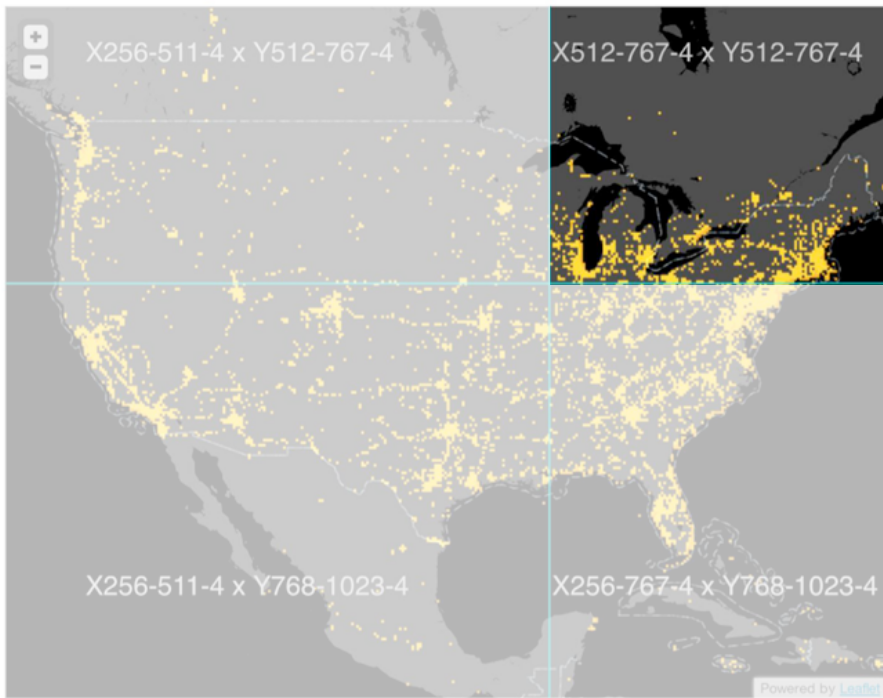 +
X256-511-4 x Y512-767-4
X512-767-4 x Y512-767-4
−
X256-511-4 x Y768-1023-4
X256-767-4 x Y768-1023-4
Powered by Leaflet